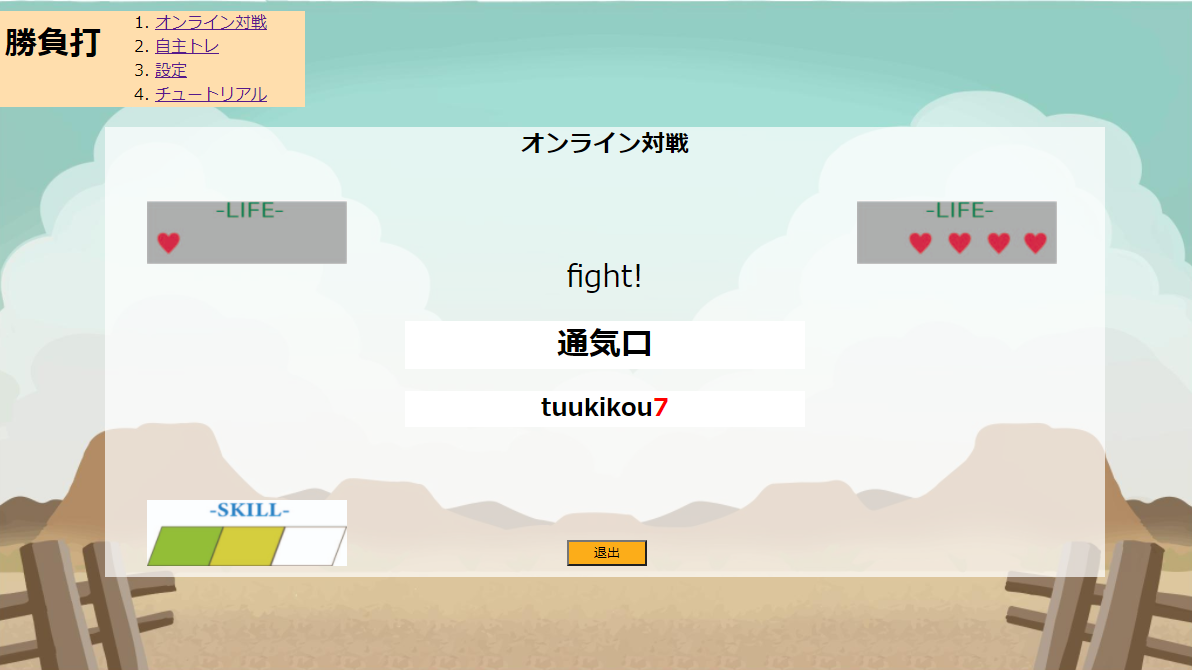 勝負打
1. オンライン対戦
2. 自主トレ
3. 設定
4. チュートリアル
オンライン対戦
-LIFE-
-LIFE-
fight!
通気口
tuukikou7
-SKILL-
退出